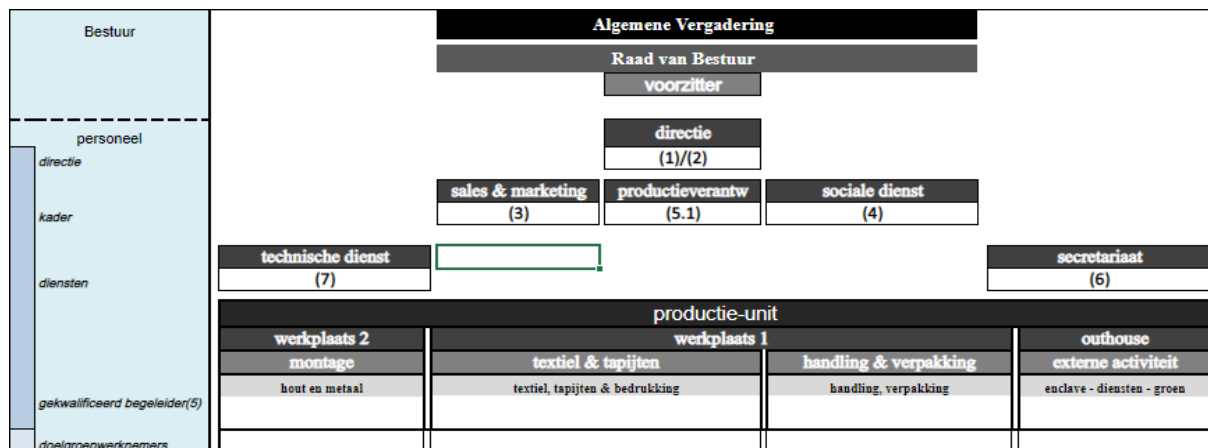 Bestuur
Algemene Vergadering
Raad van Bestuur
voorzitter
personeel
directie
directie
(1)/(2)
kader
sales & marketing productieverantw sociale dienst
(3) (5.1) (4)
diensten
technische dienst secretariaat
(7) (6)
productie-unit
werkplaats 2 werkplaats 1 outhouse
montage textiel & tapijten handling & verpakking externe activiteit
hout en metaal textiel, tapijten & bedrukking handling, verpakking enclave - diensten - groen
gekwalificeerd begeleider(5)
doelgroepwerknemers